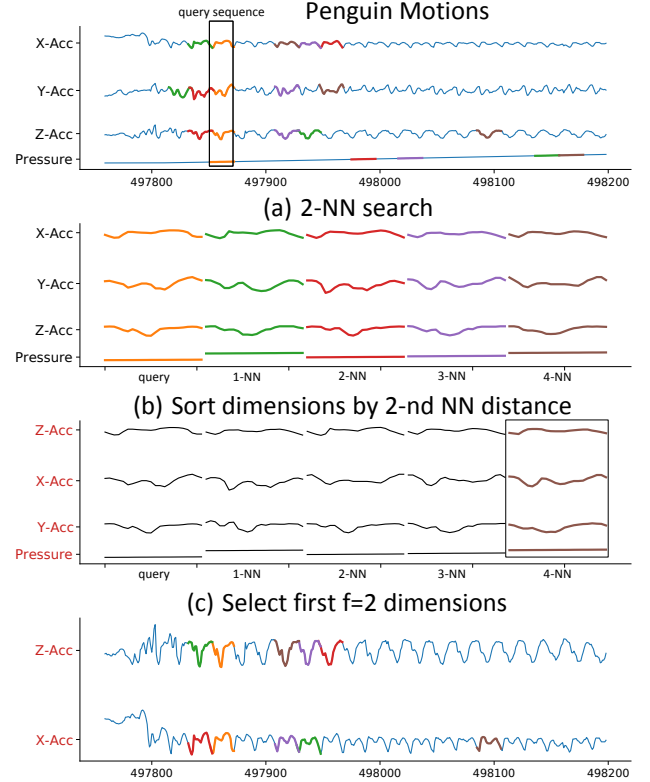 Penguin Motions
query sequence
X-Acc
Y-Acc
Z-Acc
Pressure
497800 497900 498000 498100 498200
(a) 2-NN search
X-Acc
Y-Acc
Z-Acc
Pressure
query 1-NN 2-NN 3-NN 4-NN
(b) Sort dimensions by 2-nd NN distance
Z-Acc
X-Acc
Y-Acc
Pressure
query 1-NN 2-NN 3-NN 4-NN
(c) Select first f=2 dimensions
Z-Acc
X-Acc
497800 497900 498000 498100 498200